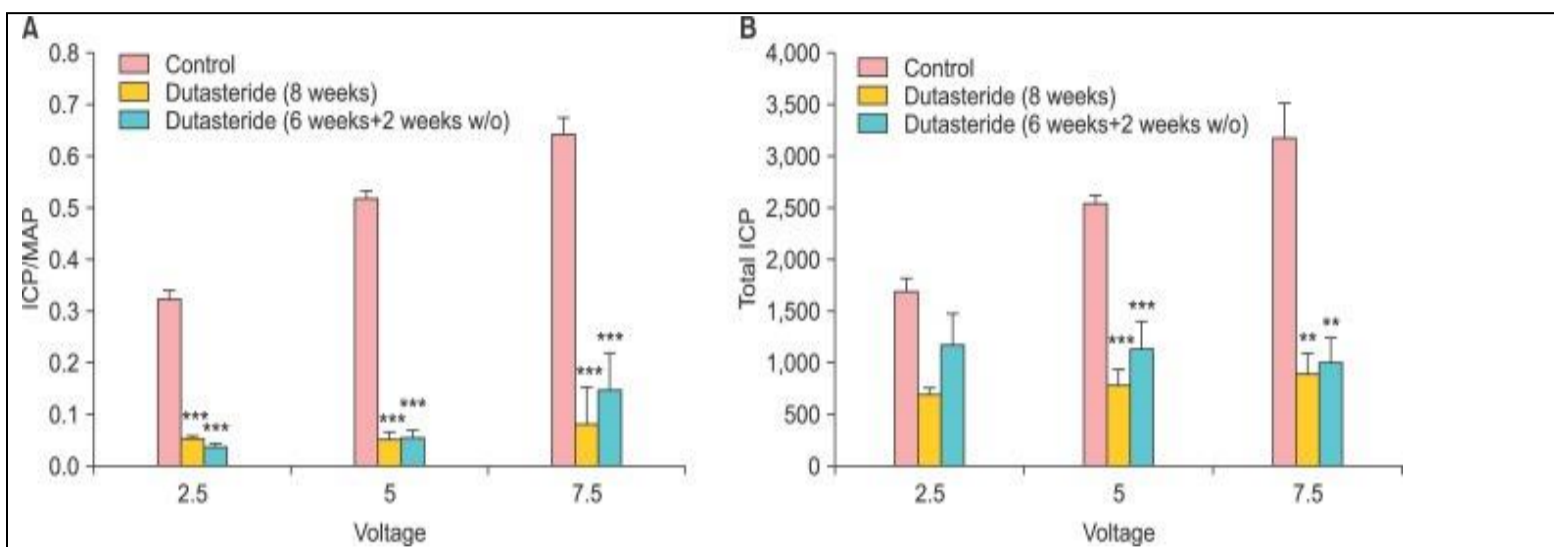 A
0.8
0.7
0.6
0.5
0.4
0.3
0.2
0.1
0.0
ICP/MAP
Control
Dutasteride (8 weeks)
Dutasteride (6 weeks+2 weeks w/o)
***
***
***
***
***
***
2.5
5
7.5
Voltage
B
4,000
3,500
3,000
2,500
2,000
1,500
1,000
500
0
Total ICP
Control
Dutasteride (8 weeks)
Dutasteride (6 weeks+2 weeks w/o)
***
***
**
**
2.5
5
7.5
Voltage